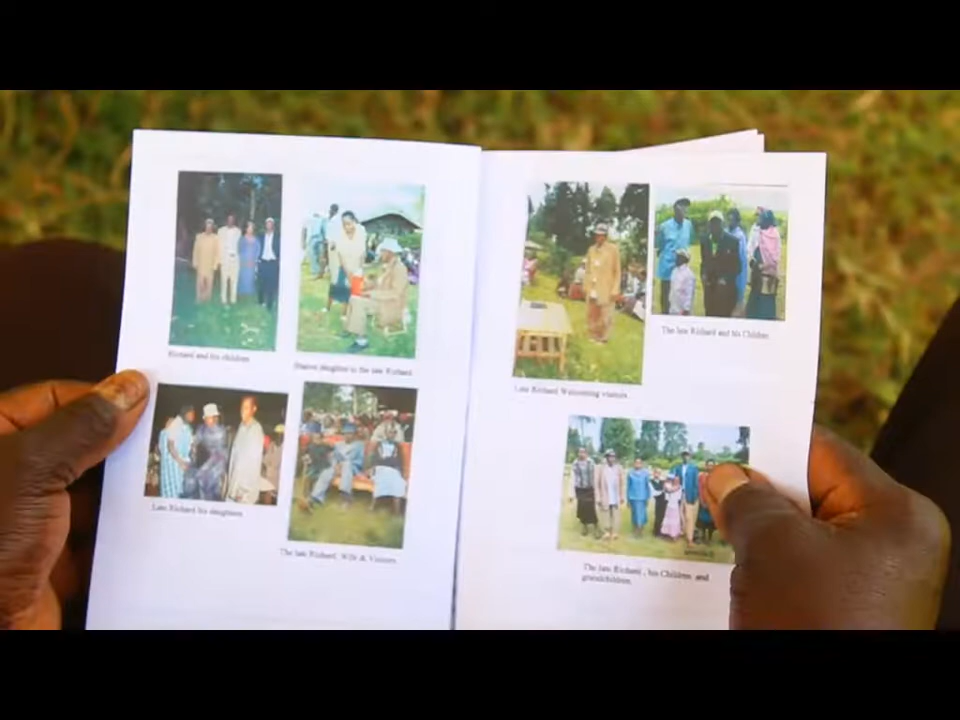 Richard and his children
Sharon daughter to the late Richard
Late Richard his daughters
The late Richard, Wife & Visitors
Late Richard Welcoming visitors
The late Richard and his Children
The late Richard , his Children and
grandchildren